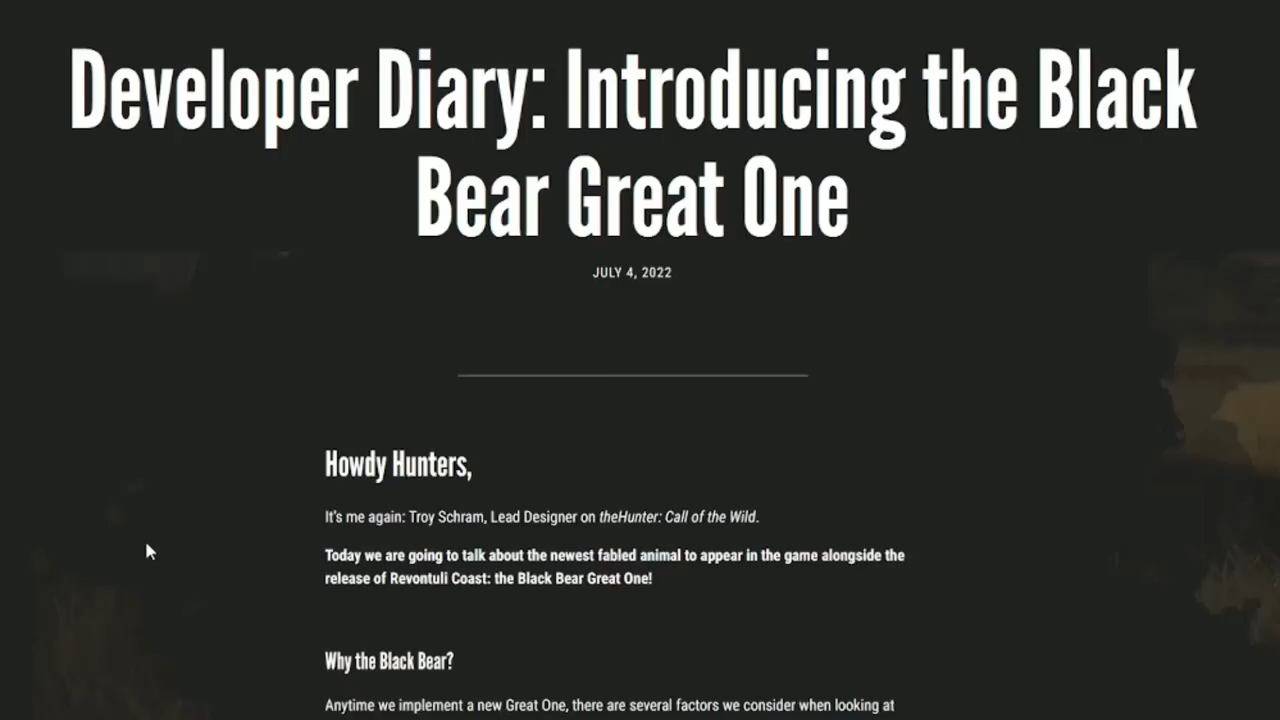 Developer Diary: Introducing the Black
Bear Great One
JULY 4, 2022
Howdy Hunters,
It's me again: Troy Schram, Lead Designer on theHunter: Call of the Wild.
Today we are going to talk about the newest fabled animal to appear in the game alongside the
release of Revontuli Coast: the Black Bear Great One!
Why the Black Bear?
Anytime we implement a new Great One, there are several factors we consider when looking at